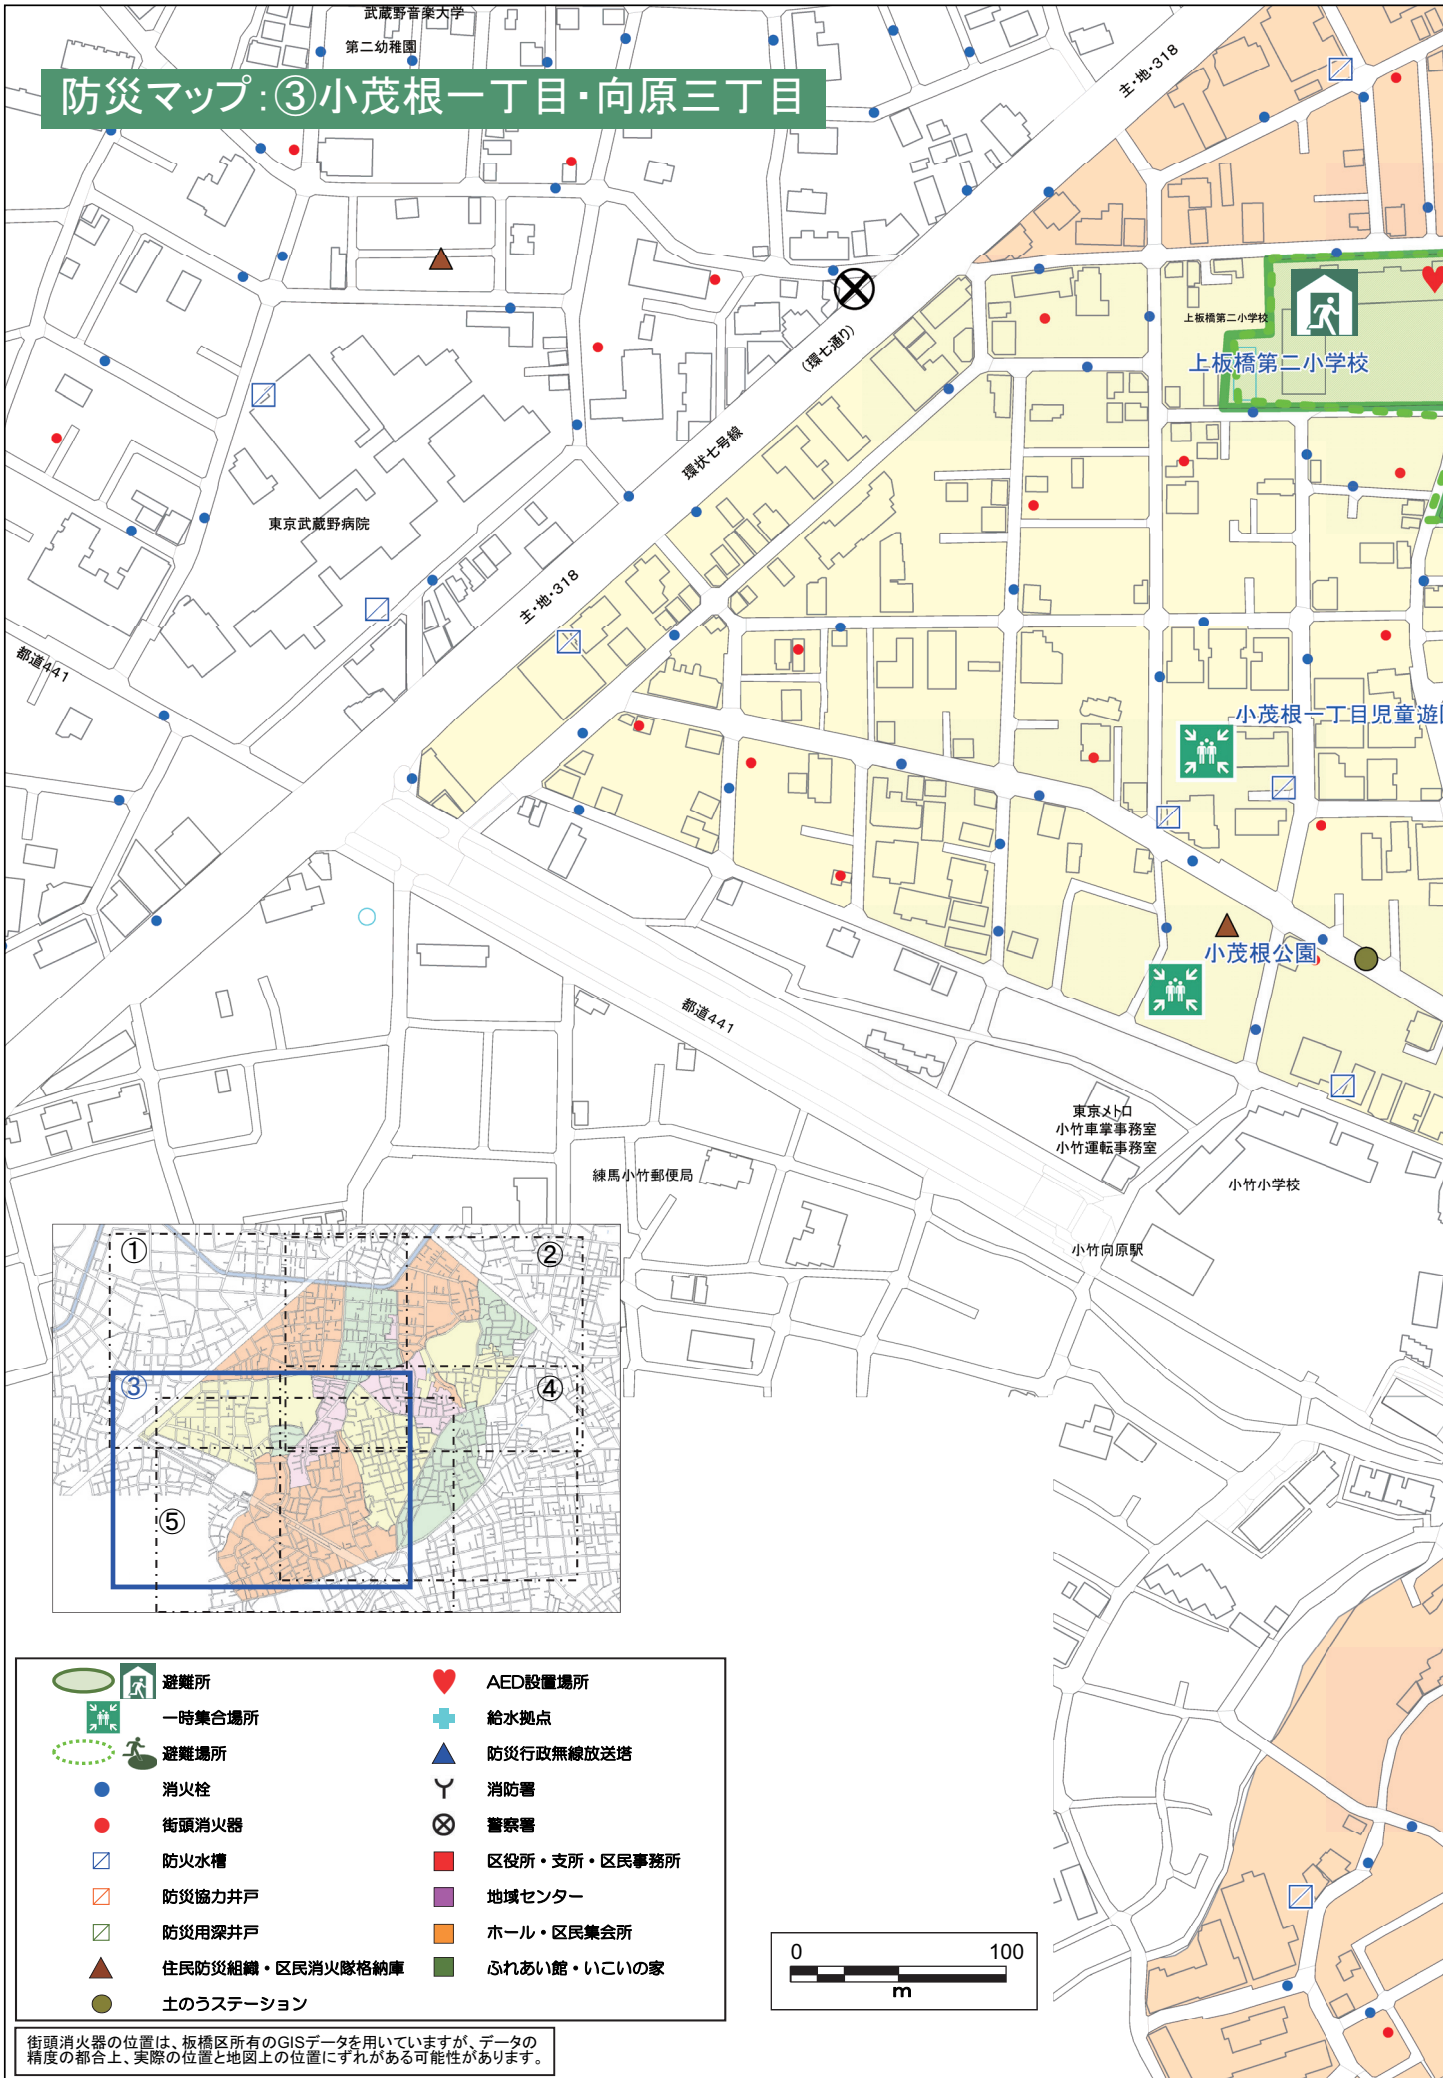 武蔵野音楽大学
第二幼稚園
防災マップ:③小茂根一丁目・向原三丁目
主・地・318
(環七通り)
上板橋第二小学校
上板橋第二小学校
環状七号線
東京武蔵野病院
主・地・318
都道441
小茂根一丁目児童遊
小茂根公園
都道441
東京メトロ
小竹車掌事務室
小竹運転事務室
練馬小竹郵便局
小竹小学校
小竹向原駅
①
②
③
④
⑤
避難所
一時集合場所
避難場所
消火栓
街頭消火器
防火水槽
防災協力井戸
防災用深井戸
住民防災組織・区民消火隊格納庫
土のうステーション
AED設置場所
給水拠点
防災行政無線放送塔
消防署
警察署
区役所・支所・区民事務所
地域センター
ホール・区民集会所
ふれあい館・いこいの家
0 100
m
街頭消火器の位置は、板橋区所有のGISデータを用いていますが、データの
精度の都合上、実際の位置と地図上の位置にずれがある可能性があります。